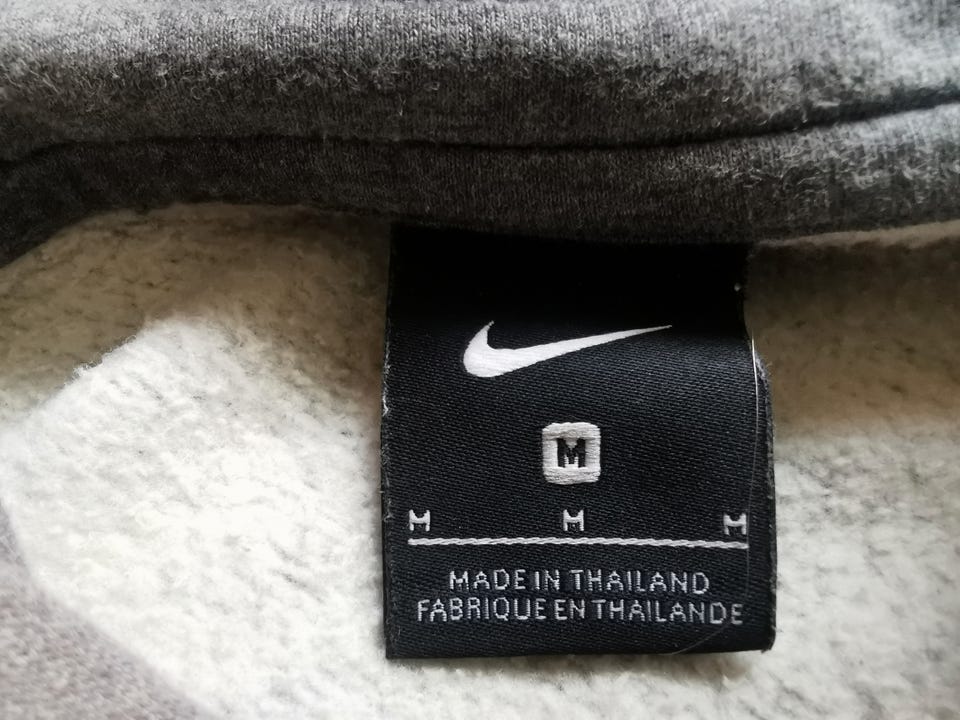 M
M M M
MADE IN THAILAND
FABRIQUE EN THAILANDE